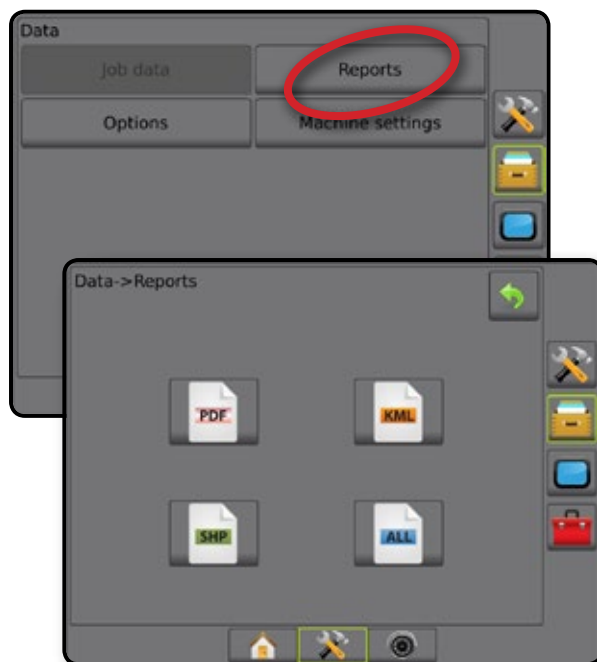 Data
Job data Reports
Options Machine settings
Data->Reports
PDF KML
SHP ALL